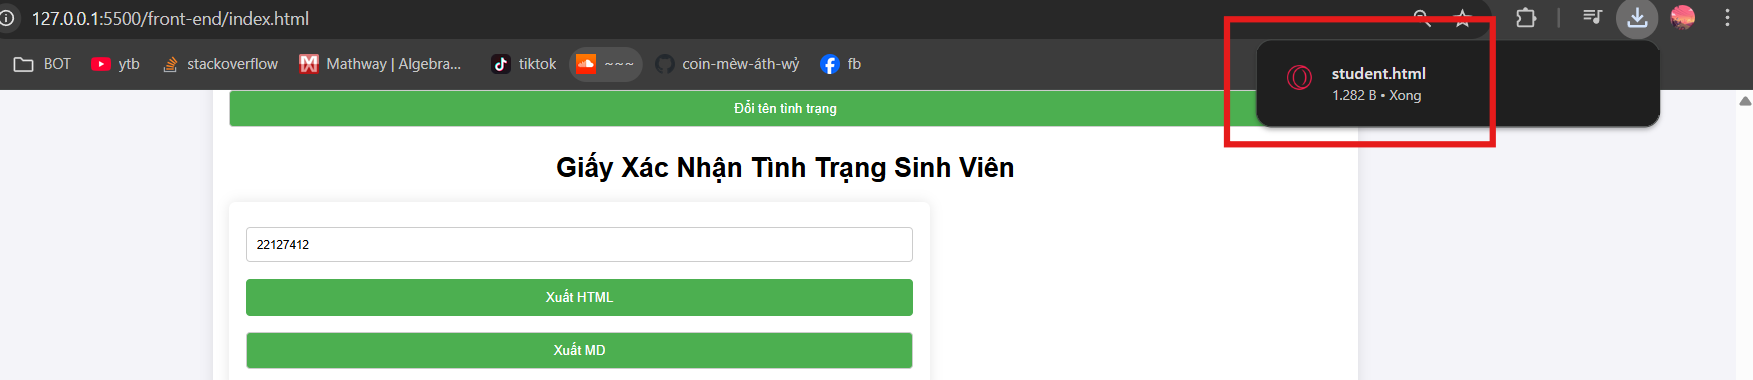 127.0.0.1:5500/front-end/index.html
BOT ytb stackoverflow Mathway | Algebra... tiktok ~~~ coin-mèw-áth-wỷ fb
student.html
1.282 B • Xong
Đổi tên tình trạng
Giấy Xác Nhận Tình Trạng Sinh Viên
22127412
Xuất HTML
Xuất MD